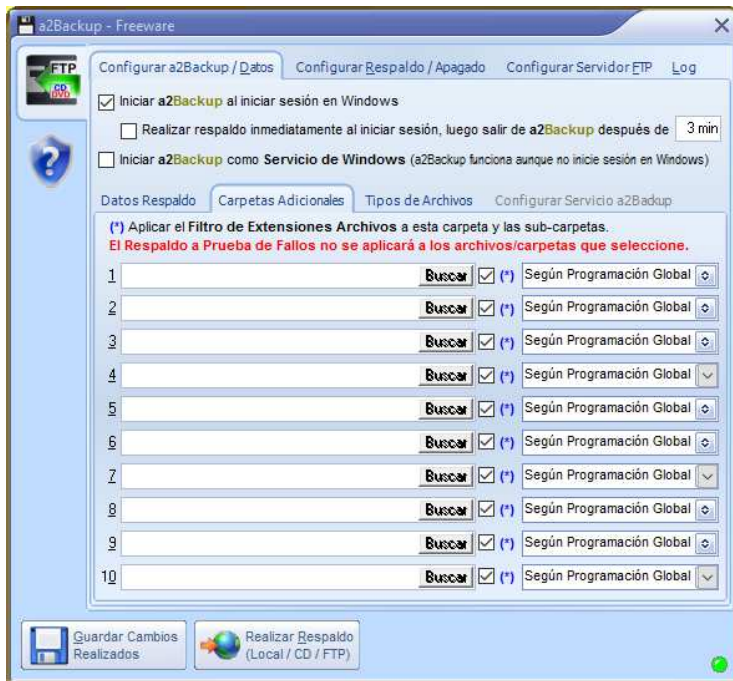 a2Backup - Freeware
FTP
CD
DVD
Configurar a2Backup / Datos Configurar Respaldo / Apagado Configurar Servidor FTP Log
Iniciar a2Backup al iniciar sesión en Windows
Realizar respaldo inmediatamente al iniciar sesión, luego salir de a2Backup después de 3 min
Iniciar a2Backup como Servicio de Windows (a2Backup funciona aunque no inicie sesión en Windows)
Datos Respaldo Carpetas Adicionales Tipos de Archivos Configurar Servicio a2Backup
(*) Aplicar el Filtro de Extensiones Archivos a esta carpeta y las sub-carpetas.
El Respaldo a Prueba de Fallos no se aplicará a los archivos/carpetas que seleccione.
1 Buscar (*) Según Programación Global
2 Buscar (*) Según Programación Global
3 Buscar (*) Según Programación Global
4 Buscar (*) Según Programación Global
5 Buscar (*) Según Programación Global
6 Buscar (*) Según Programación Global
7 Buscar (*) Según Programación Global
8 Buscar (*) Según Programación Global
9 Buscar (*) Según Programación Global
10 Buscar (*) Según Programación Global
Guardar Cambios
Realizados
Realizar Respaldo
(Local / CD / FTP)